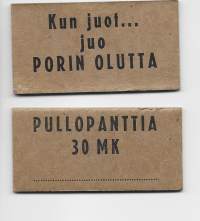 Kun juot...
juo
PORIN OLUTTA
PULLOPANTTIA
30 MK